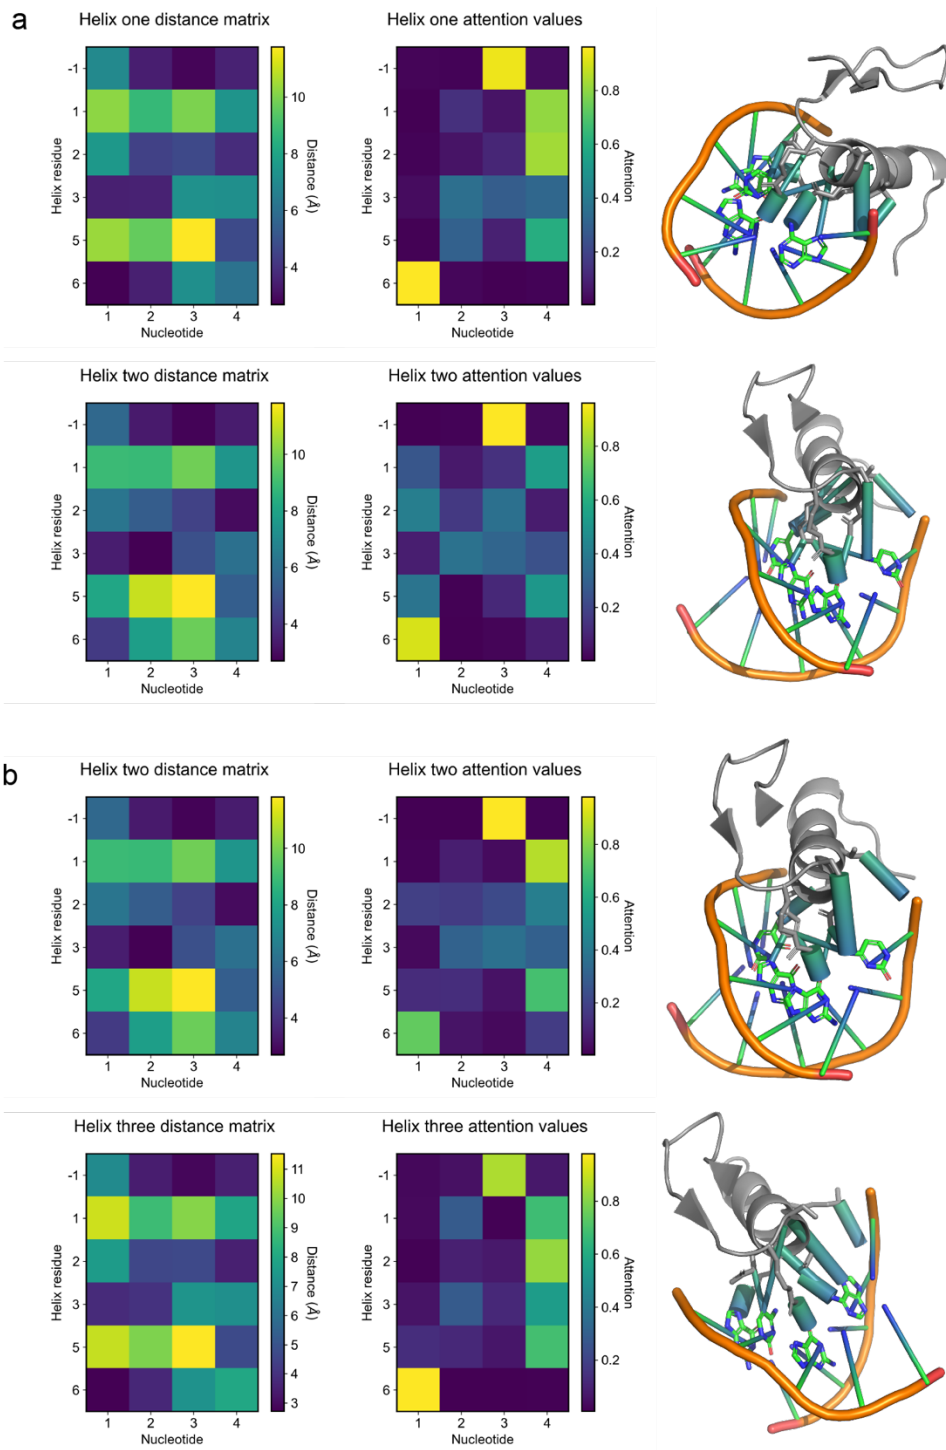 a
Helix one distance matrix
Helix one attention values
-1
1
2
3
5
6
Helix residue
1 2 3 4
Nucleotide
10
8
6
4
Distance (Å)
-1
1
2
3
5
6
Helix residue
1 2 3 4
Nucleotide
0.8
0.6
0.4
0.2
Attention
Helix two distance matrix
Helix two attention values
-1
1
2
3
5
6
Helix residue
1 2 3 4
Nucleotide
10
8
6
4
Distance (Å)
-1
1
2
3
5
6
Helix residue
1 2 3 4
Nucleotide
0.8
0.6
0.4
0.2
Attention
b
Helix two distance matrix
Helix two attention values
-1
1
2
3
5
6
Helix residue
1 2 3 4
Nucleotide
10
8
6
4
Distance (Å)
-1
1
2
3
5
6
Helix residue
1 2 3 4
Nucleotide
0.8
0.6
0.4
0.2
Attention
Helix three distance matrix
Helix three attention values
-1
1
2
3
5
6
Helix residue
1 2 3 4
Nucleotide
11
10
9
8
7
6
5
4
3
Distance (Å)
-1
1
2
3
5
6
Helix residue
1 2 3 4
Nucleotide
0.8
0.6
0.4
0.2
Attention